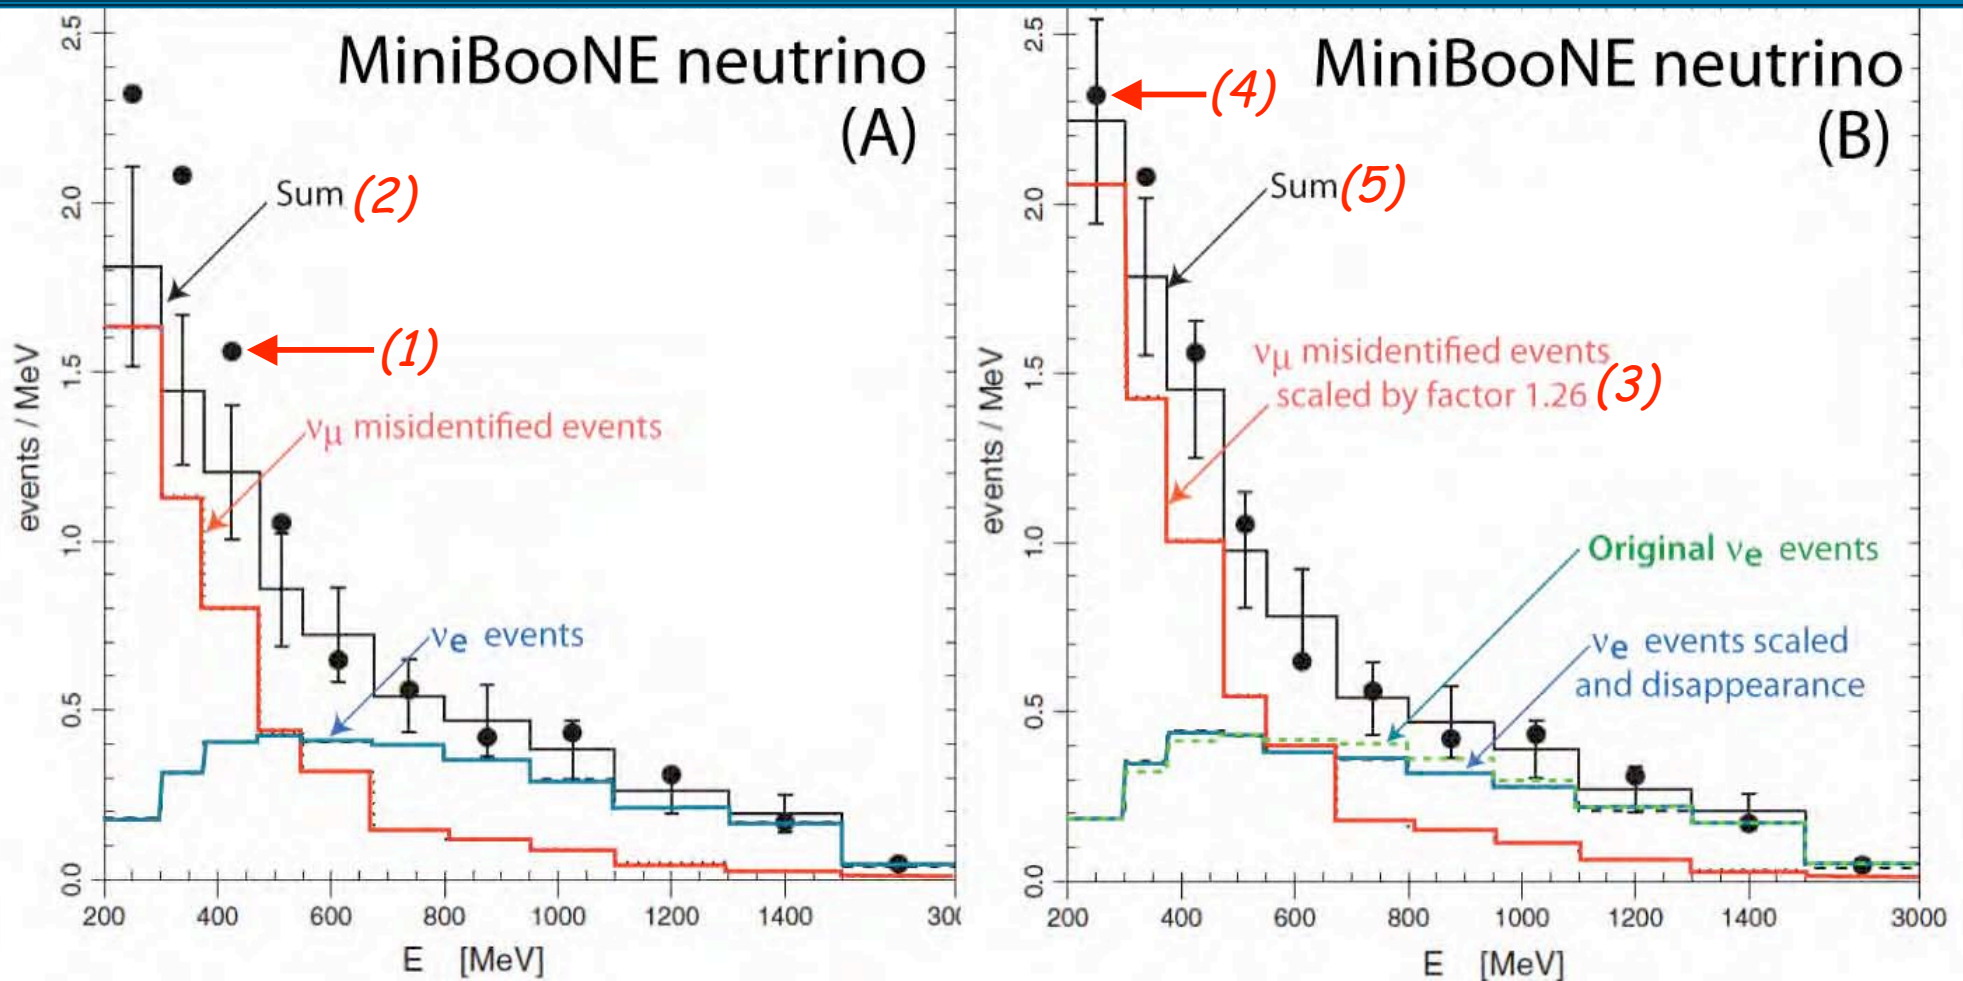 MiniBooNE neutrino
(A)
2.5
2.0
1.5
1.0
0.5
0.0
events / MeV
Sum (2)
(1)
νμ misidentified events
νe events
200 400 600 800 1000 1200 1400 300
E [MeV]
MiniBooNE neutrino
(B)
2.5
2.0
1.5
1.0
0.5
0.0
events / MeV
(4)
Sum (5)
νμ misidentified events
scaled by factor 1.26 (3)
Original νe events
νe events scaled
and disappearance
200 400 600 800 1000 1200 1400 3000
E [MeV]